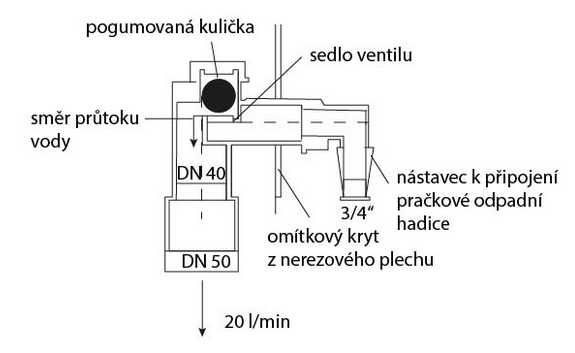 pogumovaná kulička
sedlo ventilu
směr průtoku
vody
DN 40
nástavec k připojení
pračkové odpadní
hadice
3/4“
omítkový kryt
z nerezového plechu
DN 50
20 l/min